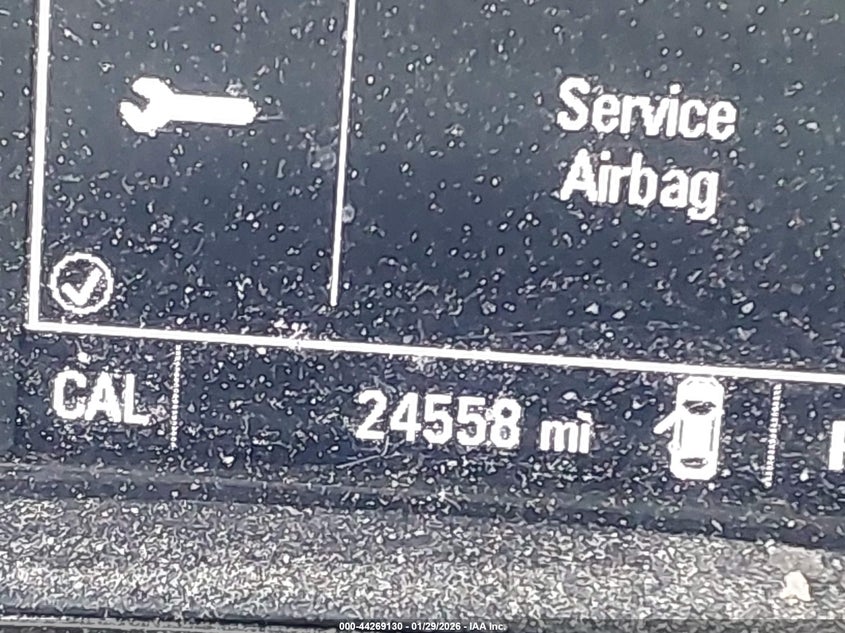 Service
Airbag
CAL
24558 mi
000-44269130 - 01/29/2026 - IAA Inc.